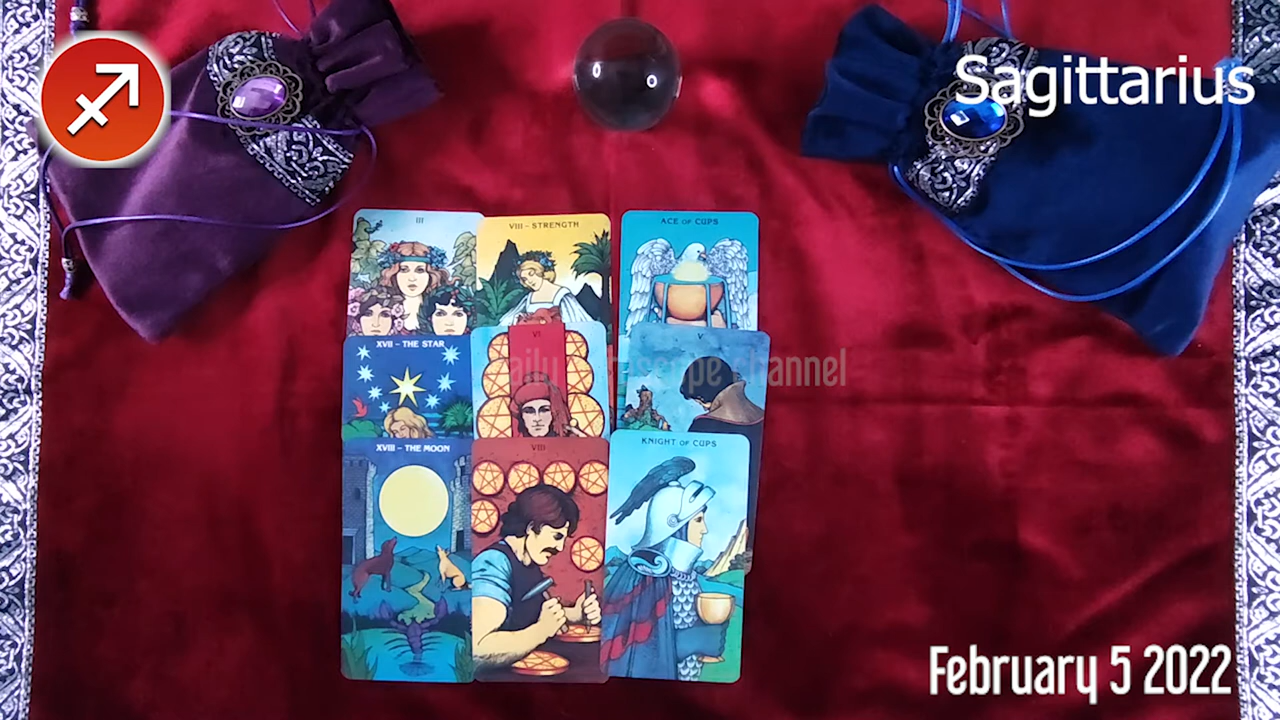 Sagittarius
III
VIII – STRENGTH
ACE OF CUPS
XVII – THE STAR
VI
V
channel
XVIII – THE MOON
VIII
KNIGHT OF CUPS
February 5 2022